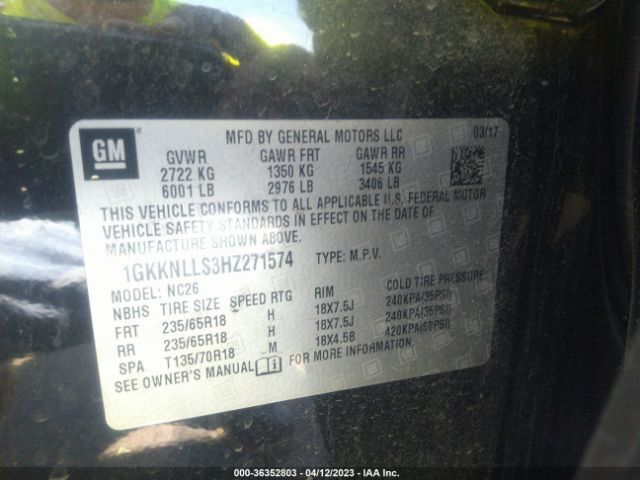 GM
MFD BY GENERAL MOTORS LLC 03/17
GVWR GAWR FRT GAWR RR
2722 KG 1350 KG 1545 KG
6001 LB 2976 LB 3406 LB
THIS VEHICLE CONFORMS TO ALL APPLICABLE U.S. FEDERAL MOTOR
VEHICLE SAFETY STANDARDS IN EFFECT ON THE DATE OF
MANUFACTURE SHOWN ABOVE.
1GKKNLLS3HZ271574 TYPE: M.P.V.
MODEL: NC26
NBHS TIRE SIZE SPEED RTG RIM COLD TIRE PRESSURE
FRT 235/65R18 H 18X7.5J 240KPA(35PSI)
RR 235/65R18 H 18X7.5J 240KPA(35PSI)
SPA T135/70R18 M 18X4.5B 420KPA(60PSI)
SEE OWNER'S MANUAL FOR MORE INFORMATION.
000-36352803 - 04/12/2023 - IAA Inc.